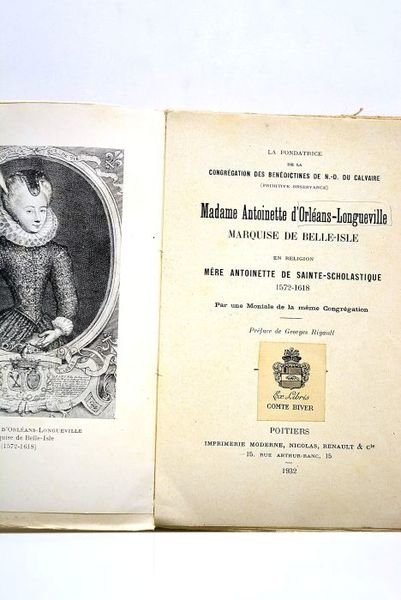 D'ORLÉANS-LONGUEVILLE
de Belle-Isle
(1572-1618)
LA FONDATRICE
DE LA
CONGRÉGATION DES BÉNÉDICTINES DE N.-D. DU CALVAIRE
(PRIMITIVE OBSERVANCE)
Madame Antoinette d'Orléans-Longueville
MARQUISE DE BELLE-ISLE
EN RELIGION
MÈRE ANTOINETTE DE SAINTE-SCHOLASTIQUE
1572-1618
Par une Moniale de la même Congrégation
Préface de Georges Rigault
Ex Libris
COMTE BIVER
POITIERS
IMPRIMERIE MODERNE, NICOLAS, RENAULT & Cie
15, RUE ARTHUR-RANC, 15
1932